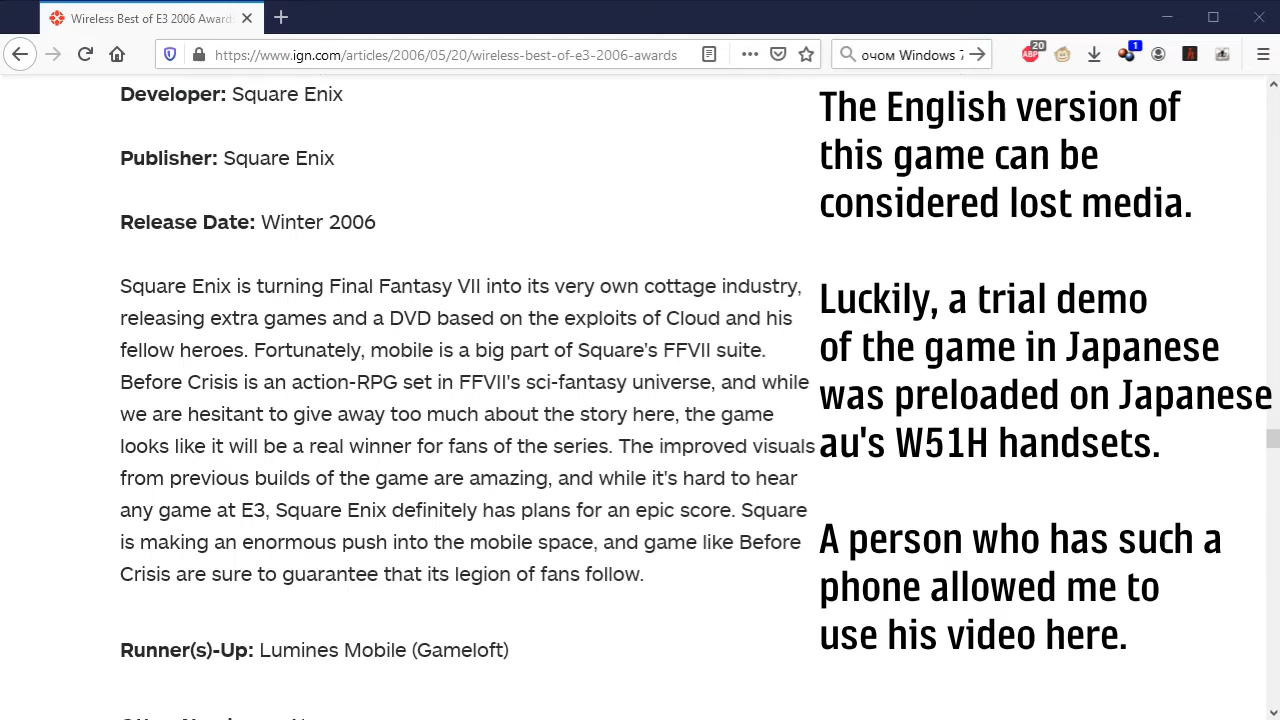 Wireless Best of E3 2006 Awards
https://www.ign.com/articles/2006/05/20/wireless-best-of-e3-2006-awards
очом Windows 7
20
1
Developer: Square Enix
Publisher: Square Enix
Release Date: Winter 2006
Square Enix is turning Final Fantasy VII into its very own cottage industry,
releasing extra games and a DVD based on the exploits of Cloud and his
fellow heroes. Fortunately, mobile is a big part of Square's FFVII suite.
Before Crisis is an action-RPG set in FFVII's sci-fantasy universe, and while
we are hesitant to give away too much about the story here, the game
looks like it will be a real winner for fans of the series. The improved visuals
from previous builds of the game are amazing, and while it's hard to hear
any game at E3, Square Enix definitely has plans for an epic score. Square
is making an enormous push into the mobile space, and game like Before
Crisis are sure to guarantee that its legion of fans follow.
Runner(s)-Up: Lumines Mobile (Gameloft)
The English version of
this game can be
considered lost media.
Luckily, a trial demo
of the game in Japanese
was preloaded on Japanese
au's W51H handsets.
A person who has such a
phone allowed me to
use his video here.